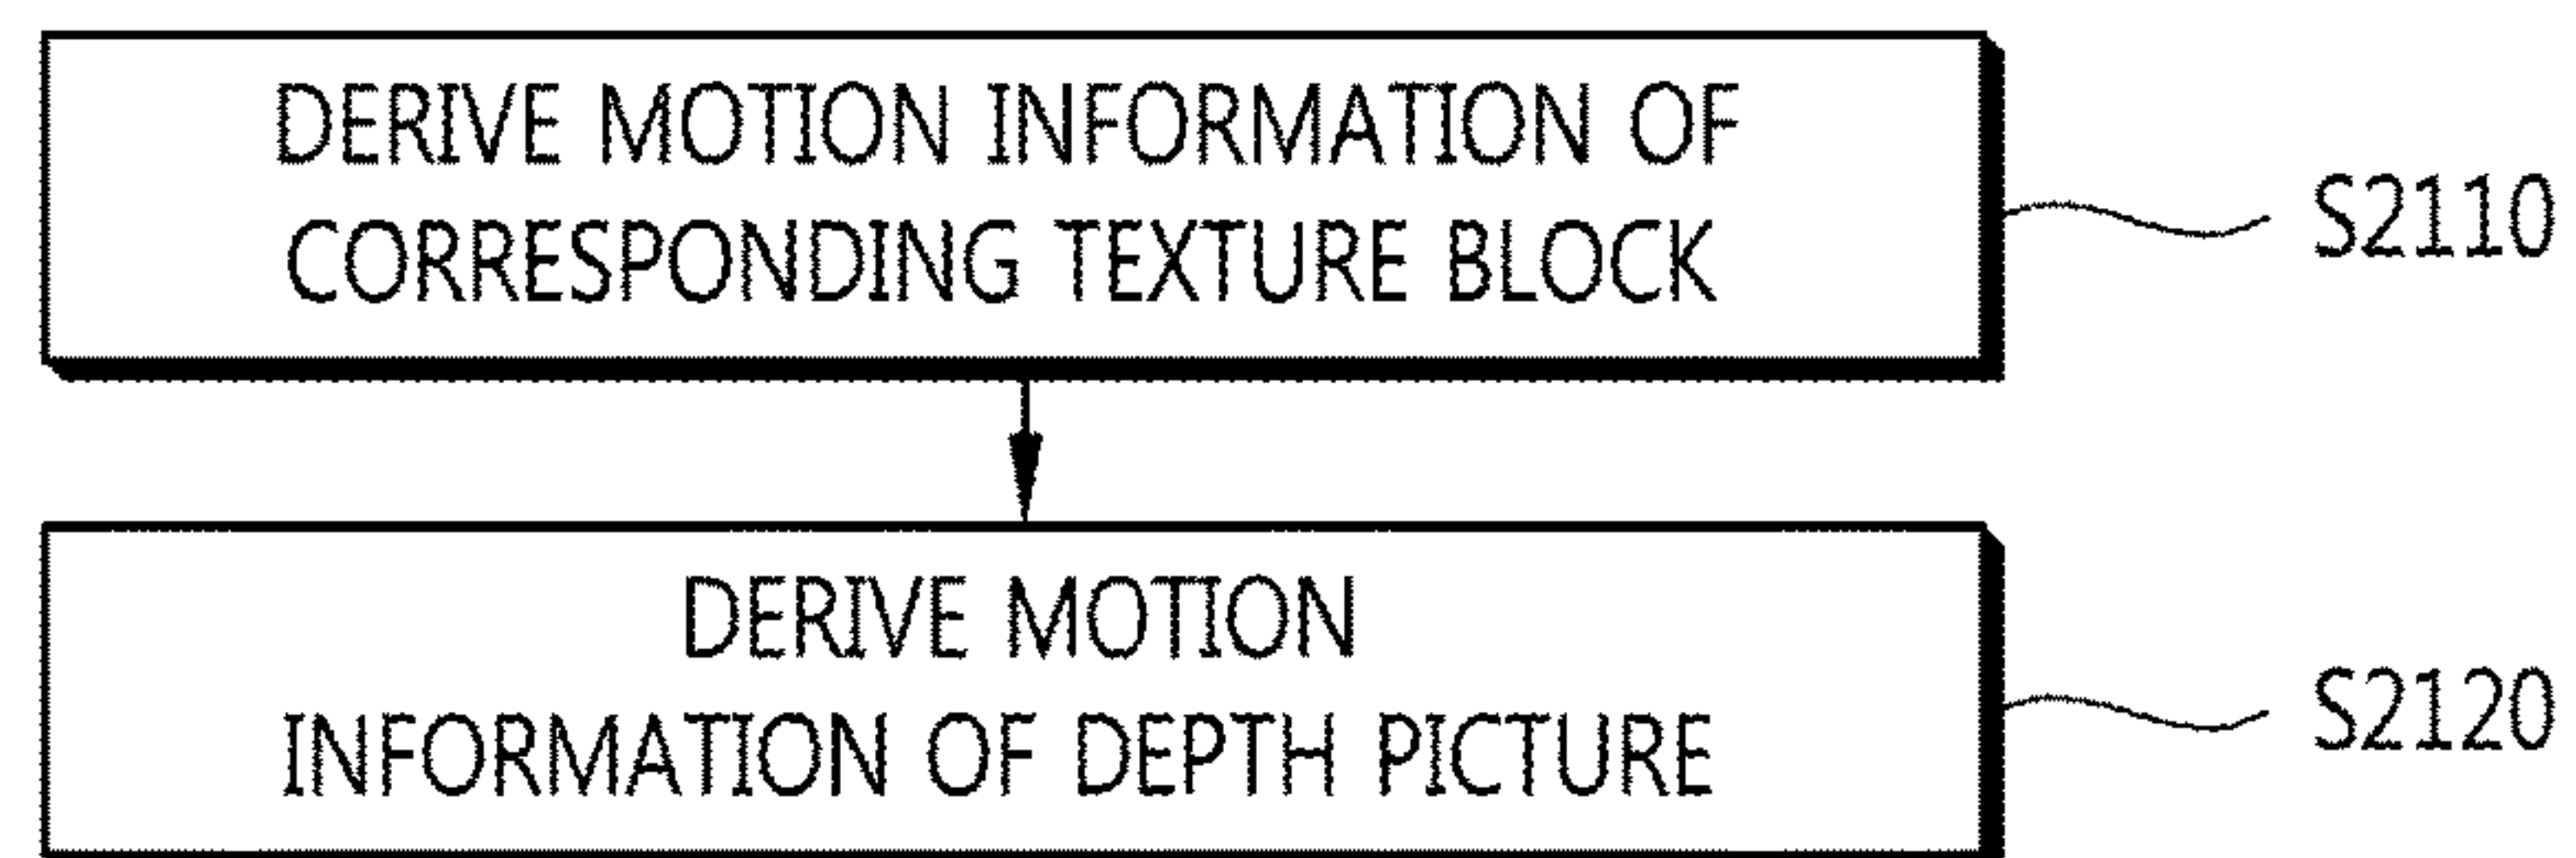 DERIVE MOTION INFORMATION OF
CORRESPONDING TEXTURE BLOCK
S2110
DERIVE MOTION
INFORMATION OF DEPTH PICTURE
S2120